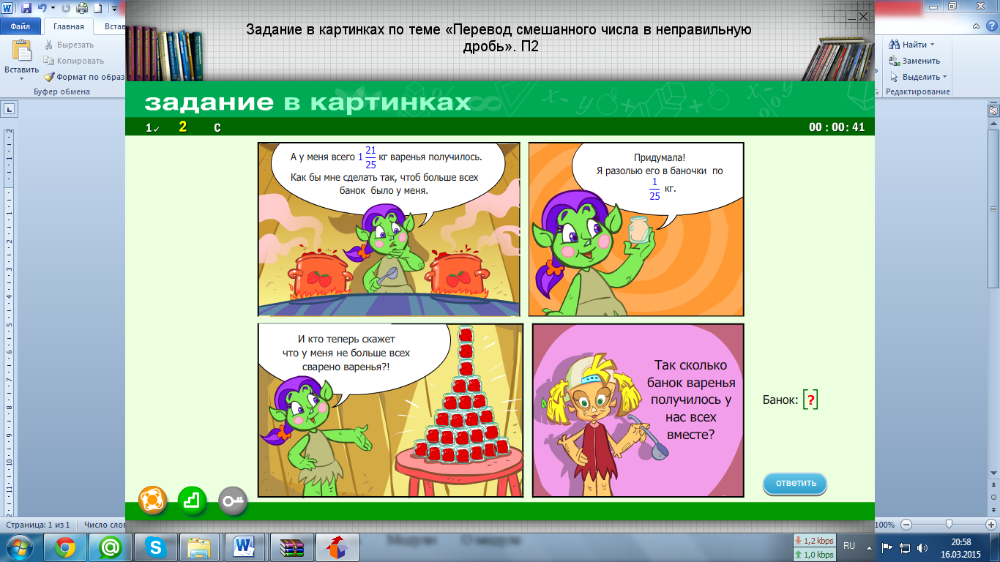 Файл
Главная
Встав
Вырезать
Копировать
Формат по образ
Вставить
Буфер обмена
Найти
Заменить
Выделить
Редактирование
Задание в картинках по теме «Перевод смешанного числа в неправильную
дробь». П2
задание в картинках
1✓ 2 С
00 : 00: 41
А у меня всего 1 21/25 кг варенья получилось.
Как бы мне сделать так, чтоб больше всех
банок было у меня.
Придумала!
Я разолью его в баночки по
1/25 кг.
И кто теперь скажет
что у меня не больше всех
сварено варенья?!
Так сколько
банок варенья
получилось у
нас всех
вместе?
Банок: [?]
ответить
Страница: 1 из 1
Число слов
100%
Модули
О модуле
1,2 kbps
1,0 kbps
RU
20:58
16.03.2015